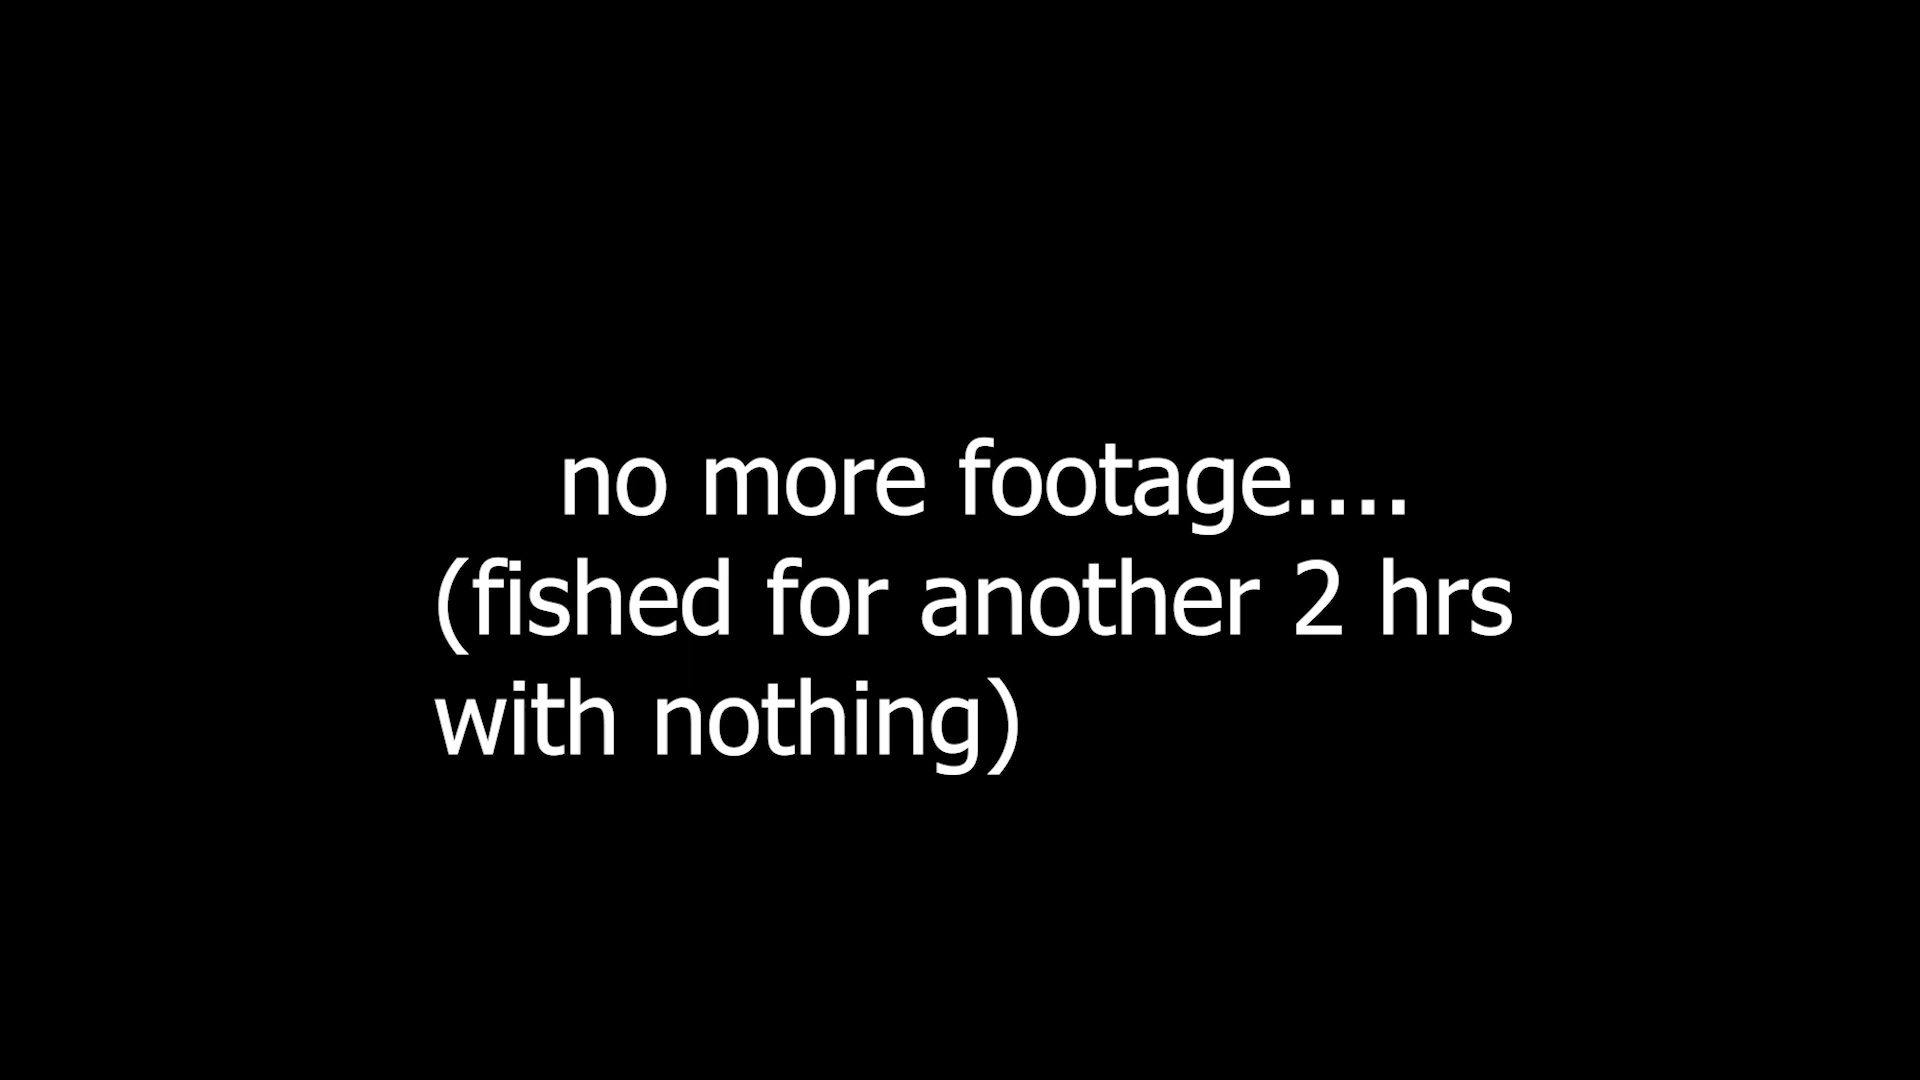 no more footage....
(fished for another 2 hrs
with nothing)